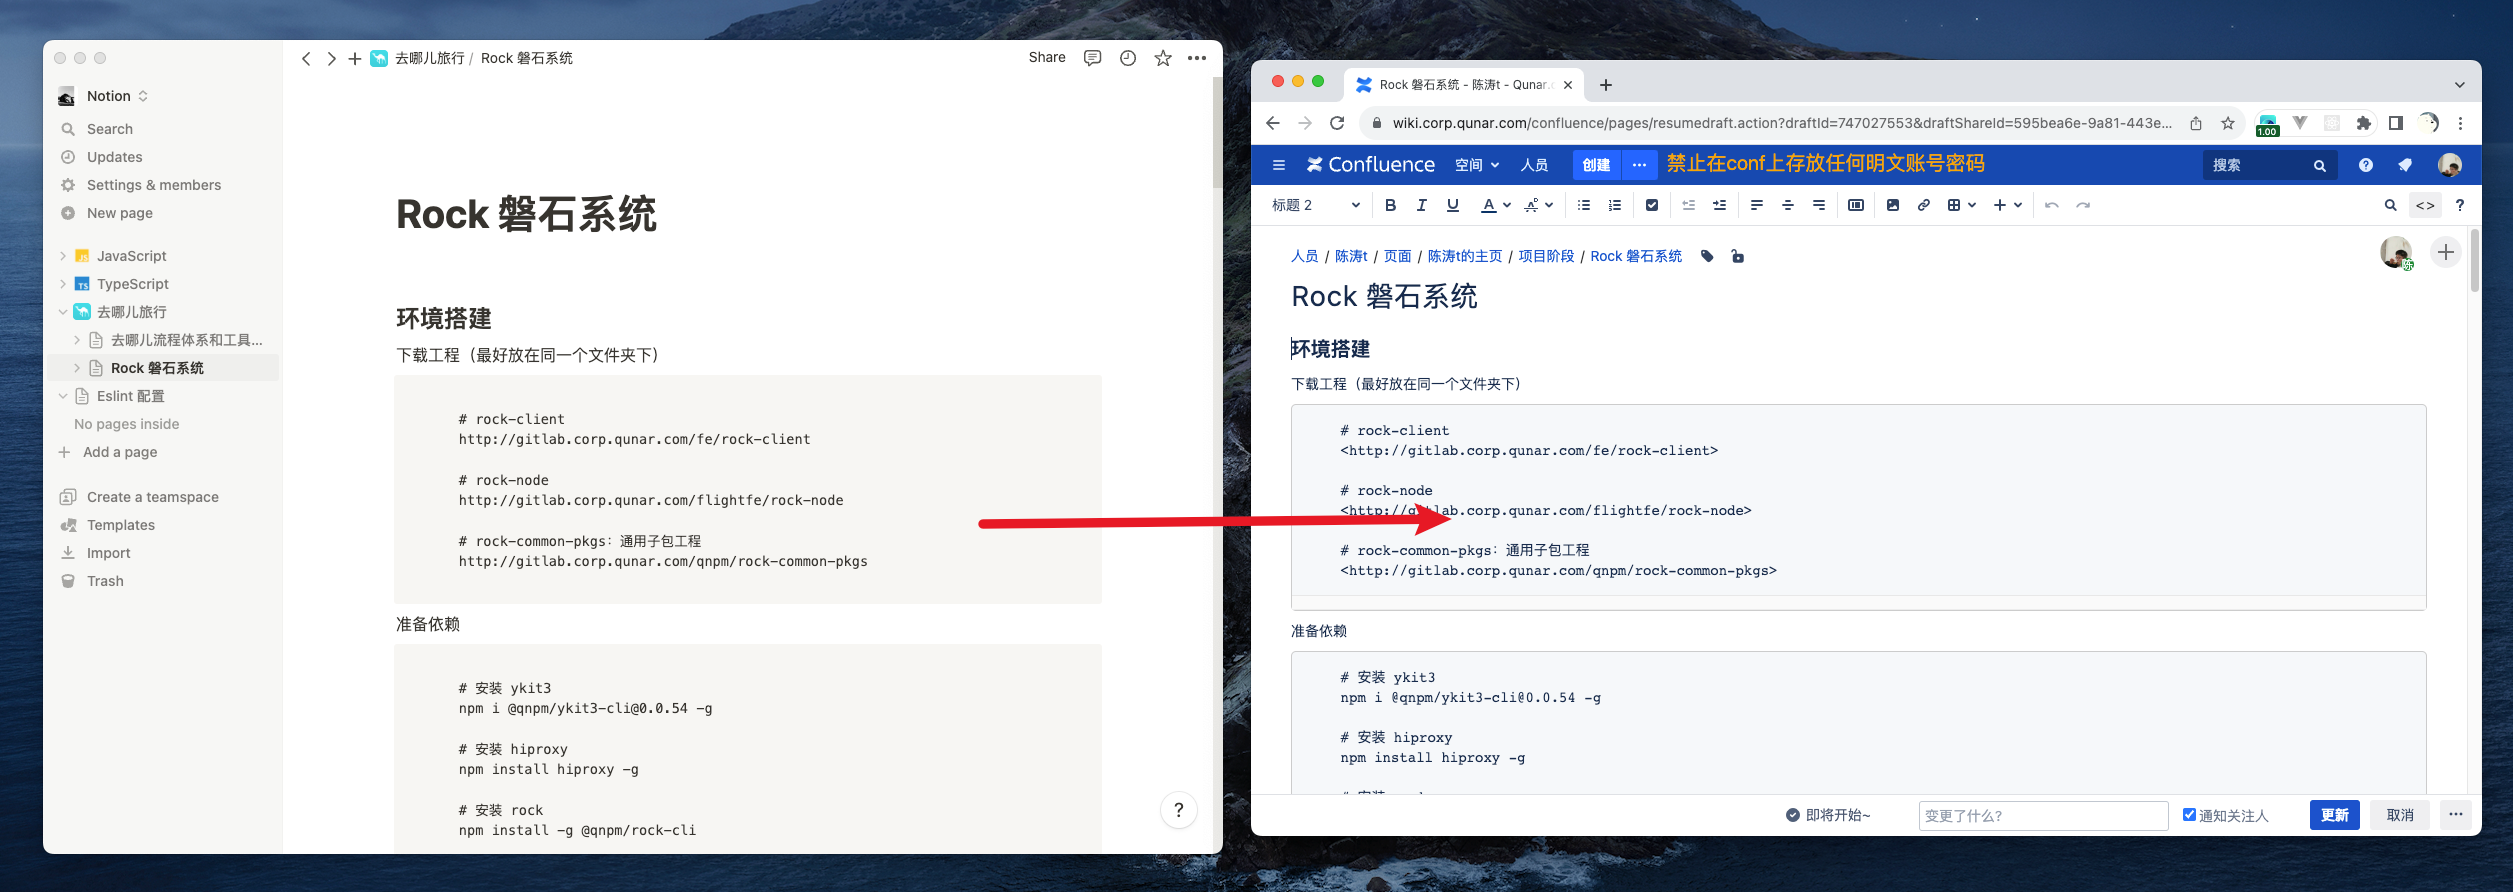 Notion
Search
Updates
Settings & members
New page
JS JavaScript
TS TypeScript
去哪儿旅行
去哪儿流程体系和工具...
Rock 磐石系统
Eslint 配置
No pages inside
Add a page
Create a teamspace
Templates
Import
Trash
去哪儿旅行 / Rock 磐石系统
Share
Rock 磐石系统
环境搭建
下载工程（最好放在同一个文件夹下）
# rock-client
http://gitlab.corp.qunar.com/fe/rock-client
# rock-node
http://gitlab.corp.qunar.com/flightfe/rock-node
# rock-common-pkgs：通用子包工程
http://gitlab.corp.qunar.com/qnpm/rock-common-pkgs
准备依赖
# 安装 ykit3
npm i @qnpm/ykit3-cli@0.0.54 -g
# 安装 hiproxy
npm install hiproxy -g
# 安装 rock
npm install -g @qnpm/rock-cli
?
Rock 磐石系统 - 陈涛t - Qunar.c
wiki.corp.qunar.com/confluence/pages/resumedraft.action?draftId=747027553&draftShareId=595bea6e-9a81-443e...
1.00
Confluence 空间 人员 创建 ··· 禁止在conf上存放任何明文账号密码 搜索
标题 2 B I U A <> ?
人员 / 陈涛t / 页面 / 陈涛t的主页 / 项目阶段 / Rock 磐石系统
Rock 磐石系统
环境搭建
下载工程（最好放在同一个文件夹下）
# rock-client
<http://gitlab.corp.qunar.com/fe/rock-client>
# rock-node
<http://gitlab.corp.qunar.com/flightfe/rock-node>
# rock-common-pkgs：通用子包工程
<http://gitlab.corp.qunar.com/qnpm/rock-common-pkgs>
准备依赖
# 安装 ykit3
npm i @qnpm/ykit3-cli@0.0.54 -g
# 安装 hiproxy
npm install hiproxy -g
即将开始~ 变更了什么? 通知关注人 更新 取消 ···